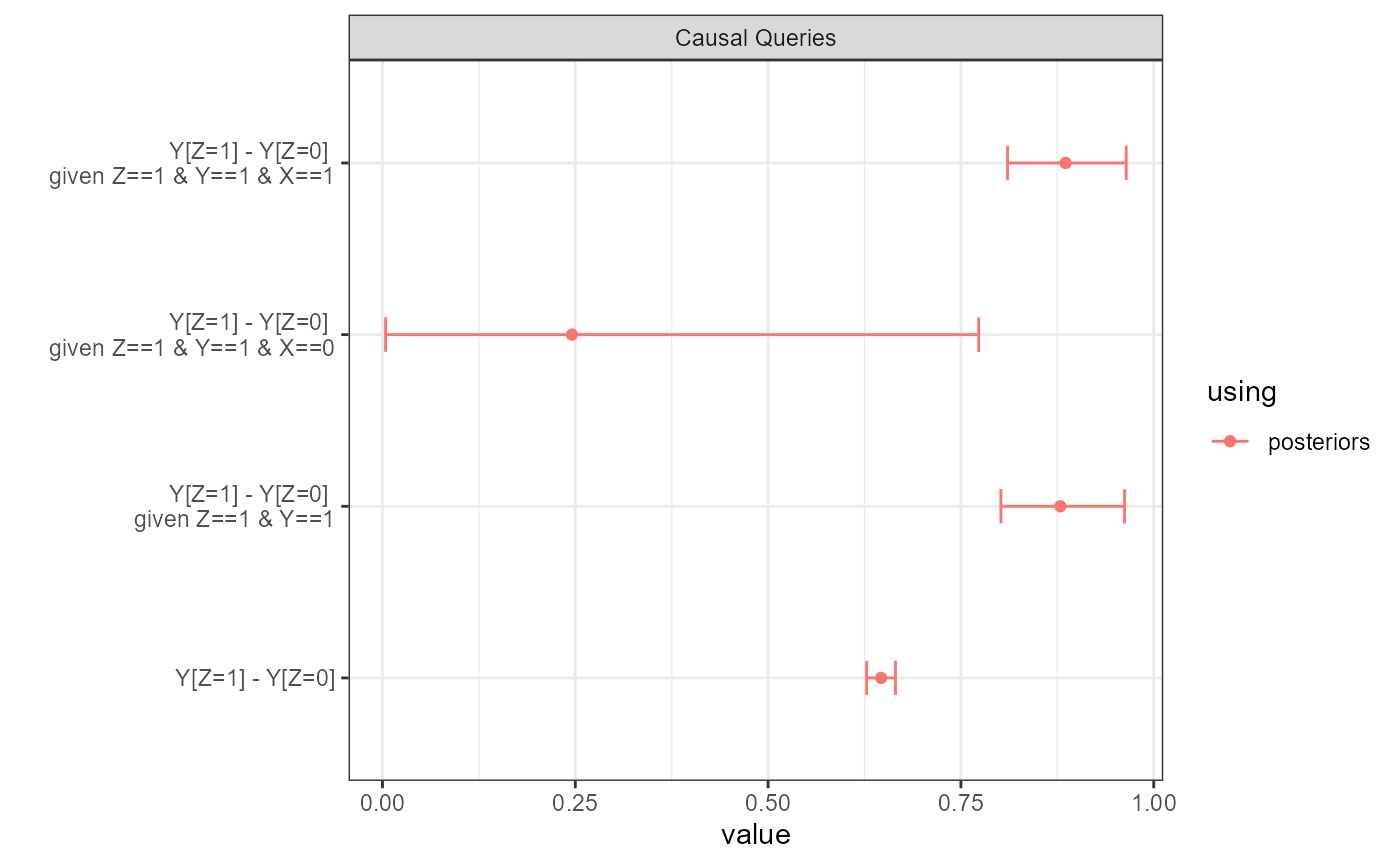 Causal Queries
Y[Z=1] - Y[Z=0]
given Z==1 & Y==1 & X==1
Y[Z=1] - Y[Z=0]
given Z==1 & Y==1 & X==0
Y[Z=1] - Y[Z=0]
given Z==1 & Y==1
Y[Z=1] - Y[Z=0]
0.00 0.25 0.50 0.75 1.00
value
using
posteriors